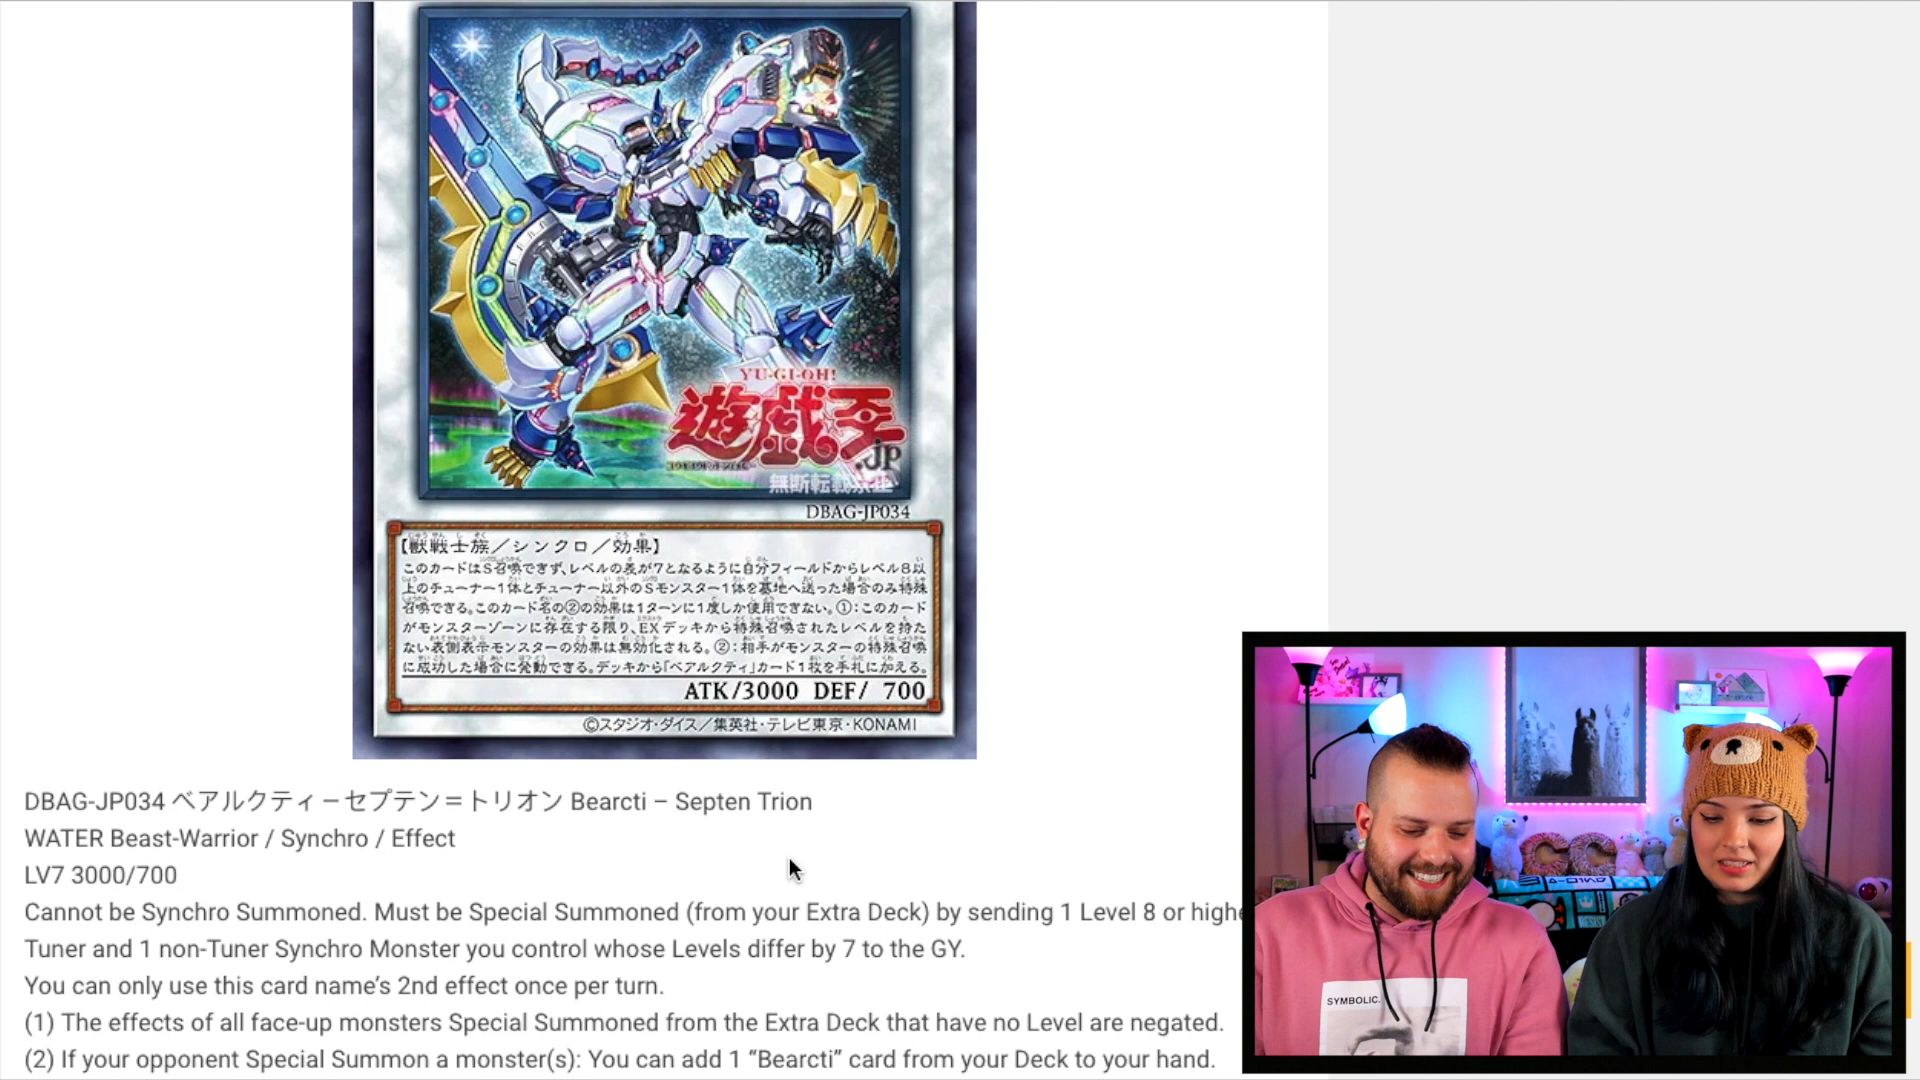 YU-GI-OH!
遊戯王
.jp
無断転載禁止
DBAG-JP034
【獣戦士族／シンクロ／効果】
このカードはS召喚できず、レベルの差が7となるように自分フィールドからレベル8以
上のチューナー1体とチューナー以外のSモンスター1体を墓地へ送った場合のみ特殊
召喚できる。このカード名の②の効果は1ターンに1度しか使用できない。①：このカード
がモンスターゾーンに存在する限り、EXデッキから特殊召喚されたレベルを持た
ない表側表示モンスターの効果は無効化される。②：相手がモンスターの特殊召喚
に成功した場合に発動できる。デッキから「ベアルクティ」カード1枚を手札に加える。
ATK/3000 DEF/ 700
©スタジオ・ダイス／集英社・テレビ東京・KONAMI
DBAG-JP034 ベアルクティ－セプテン＝トリオン Bearcti – Septen Trion
WATER Beast-Warrior / Synchro / Effect
LV7 3000/700
Cannot be Synchro Summoned. Must be Special Summoned (from your Extra Deck) by sending 1 Level 8 or highe
Tuner and 1 non-Tuner Synchro Monster you control whose Levels differ by 7 to the GY.
You can only use this card name’s 2nd effect once per turn.
(1) The effects of all face-up monsters Special Summoned from the Extra Deck that have no Level are negated.
(2) If your opponent Special Summon a monster(s): You can add 1 “Bearcti” card from your Deck to your hand.
SYMBOLIC.